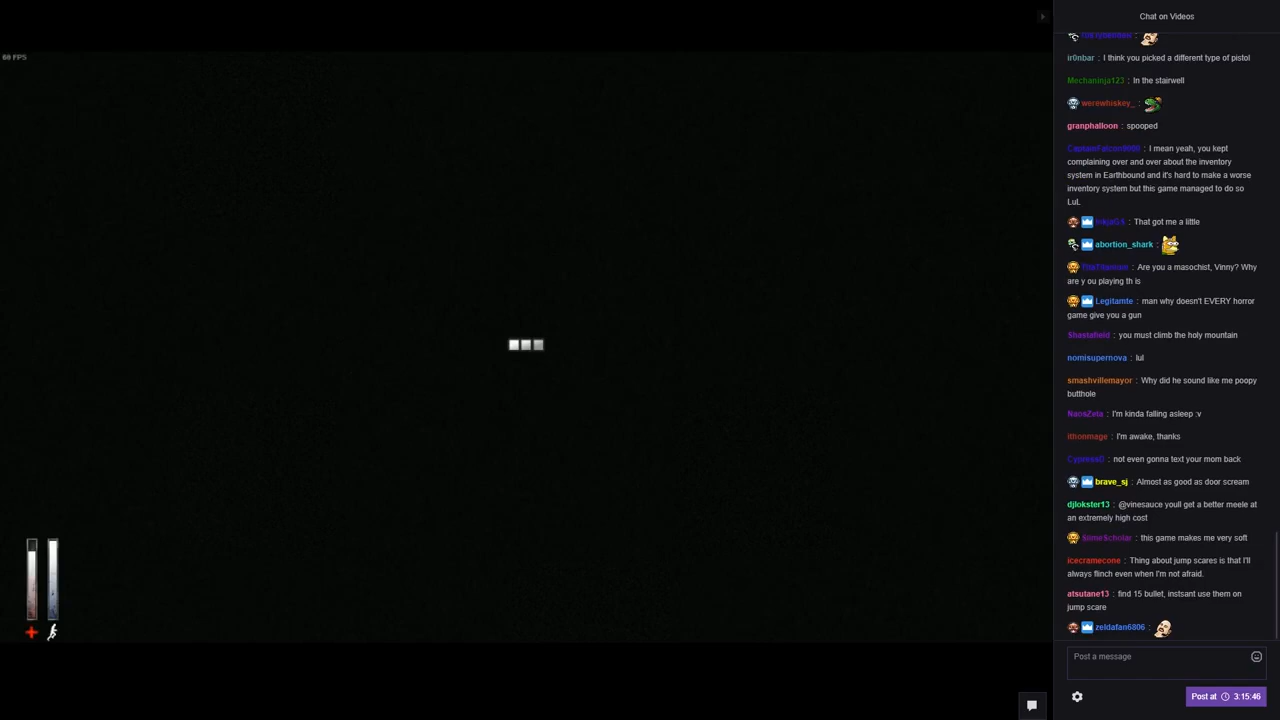 Chat on Videos
60 FPS
ir0nbar : I think you picked a different type of pistol
Mechaninja123 : In the stairwell
werewhiskey_ :
granphalloon : spooped
CaptainFalcon808ii : I mean yeah, you kept
complaining over and over about the inventory
system in Earthbound and it's hard to make a worse
inventory system but this game managed to do so
LuL
: That got me a little
abortion_shark :
: Are you a masochist, Vinny? Why
are y ou playing th is
Legitamte : man why doesn't EVERY horror
game give you a gun
Shastafield : you must climb the holy mountain
nomisupernova : lul
smashvillemayor : Why did he sound like me poopy
butthole
NaosZeta : I'm kinda falling asleep :v
ithonmage : I'm awake, thanks
: not even gonna text your mom back
brave_sj : Almost as good as door scream
djlokster13 : @vinesauce youll get a better meele at
an extremely high cost
SlimeScholar : this game makes me very soft
icecramecone : Thing about jump scares is that I'll
always flinch even when I'm not afraid.
atsutane13 : find 15 bullet, instsant use them on
jump scare
zeldafan6806 :
Post a message
Post at 3:15:46